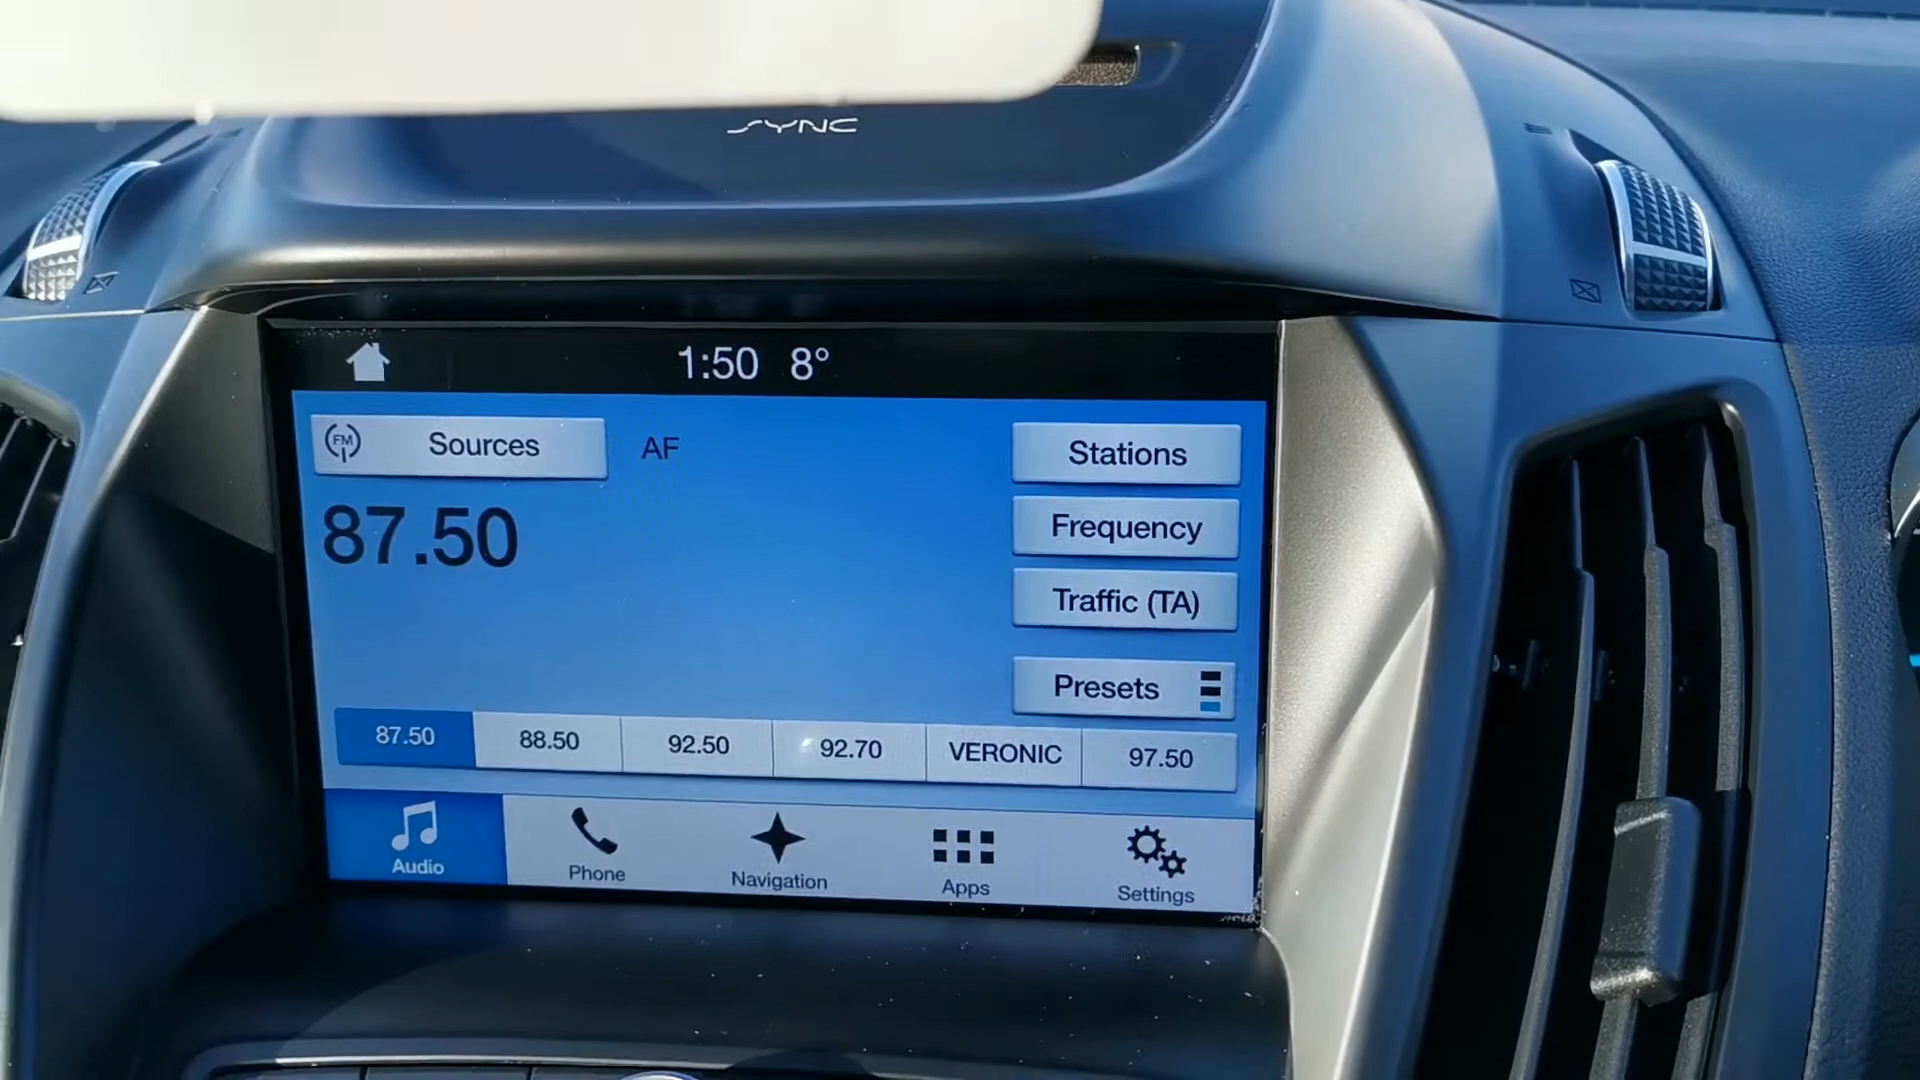 SYNC
1:50 8°
FM Sources AF
Stations
87.50
Frequency
Traffic (TA)
Presets
87.50 88.50 92.50 92.70 VERONIC 97.50
Audio Phone Navigation Apps Settings